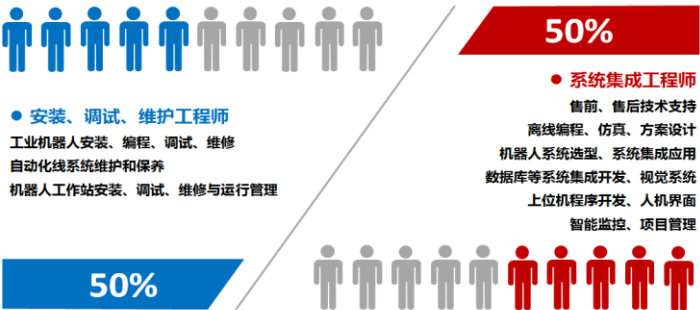 ● 安装、调试、维护工程师
工业机器人安装、编程、调试、维修
自动化线系统维护和保养
机器人工作站安装、调试、维修与运行管理
50%
50%
● 系统集成工程师
售前、售后技术支持
离线编程、仿真、方案设计
机器人系统选型、系统集成应用
数据库等系统集成开发、视觉系统
上位机程序开发、人机界面
智能监控、项目管理